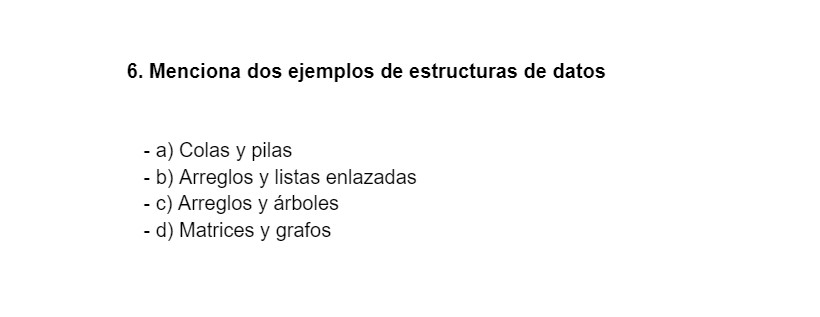 6. Menciona dos ejemplos de estructuras de datos
- a) Colas y pilas
- b) Arreglos y listas enlazadas
- c) Arreglos y árboles
- d) Matrices y grafos